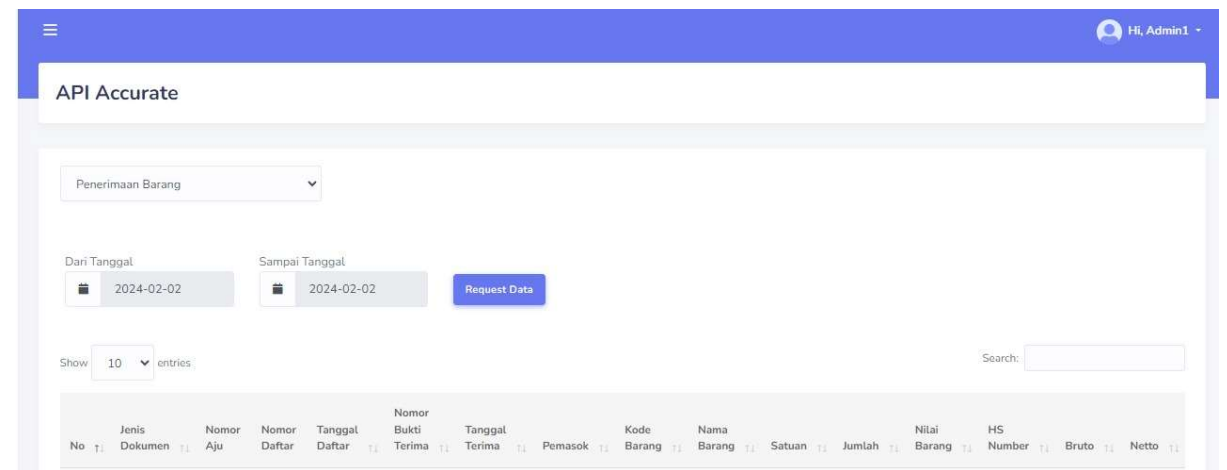 Hi, Admin1
API Accurate
Penerimaan Barang
Dari Tanggal
Sampai Tanggal
2024-02-02
2024-02-02
Request Data
Show 10 entries
Search:
No
Jenis Dokumen
Nomor Aju
Nomor Daftar
Tanggal Daftar
Nomor Bukti Terima
Tanggal Terima
Pemasok
Kode Barang
Nama Barang
Satuan
Jumlah
Nilai Barang
HS Number
Bruto
Netto